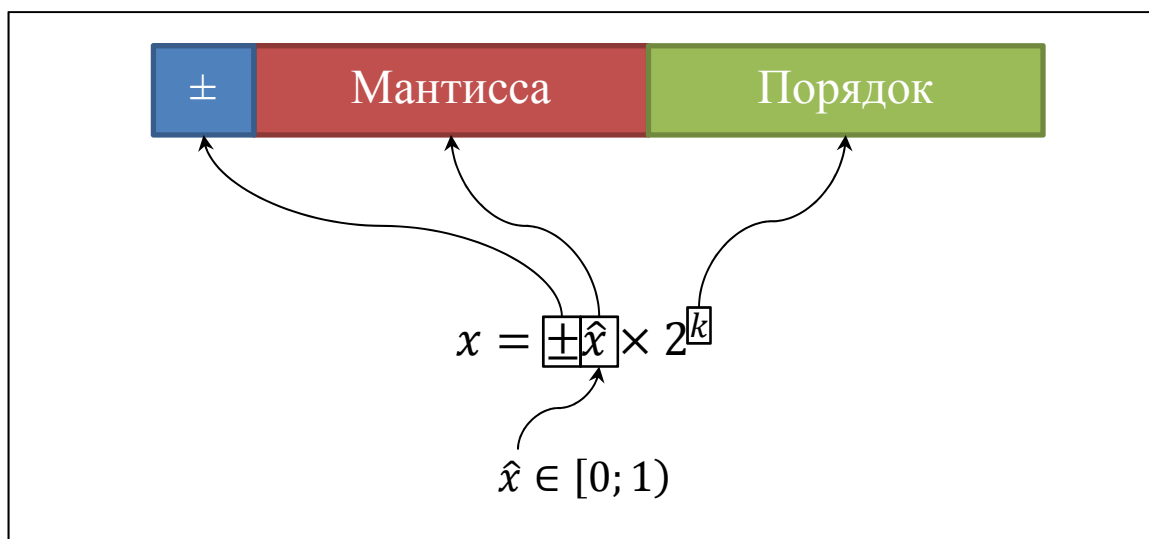 ± Мантисса Порядок
x = ±x̂ × 2^k
x̂ ∈ [0; 1)